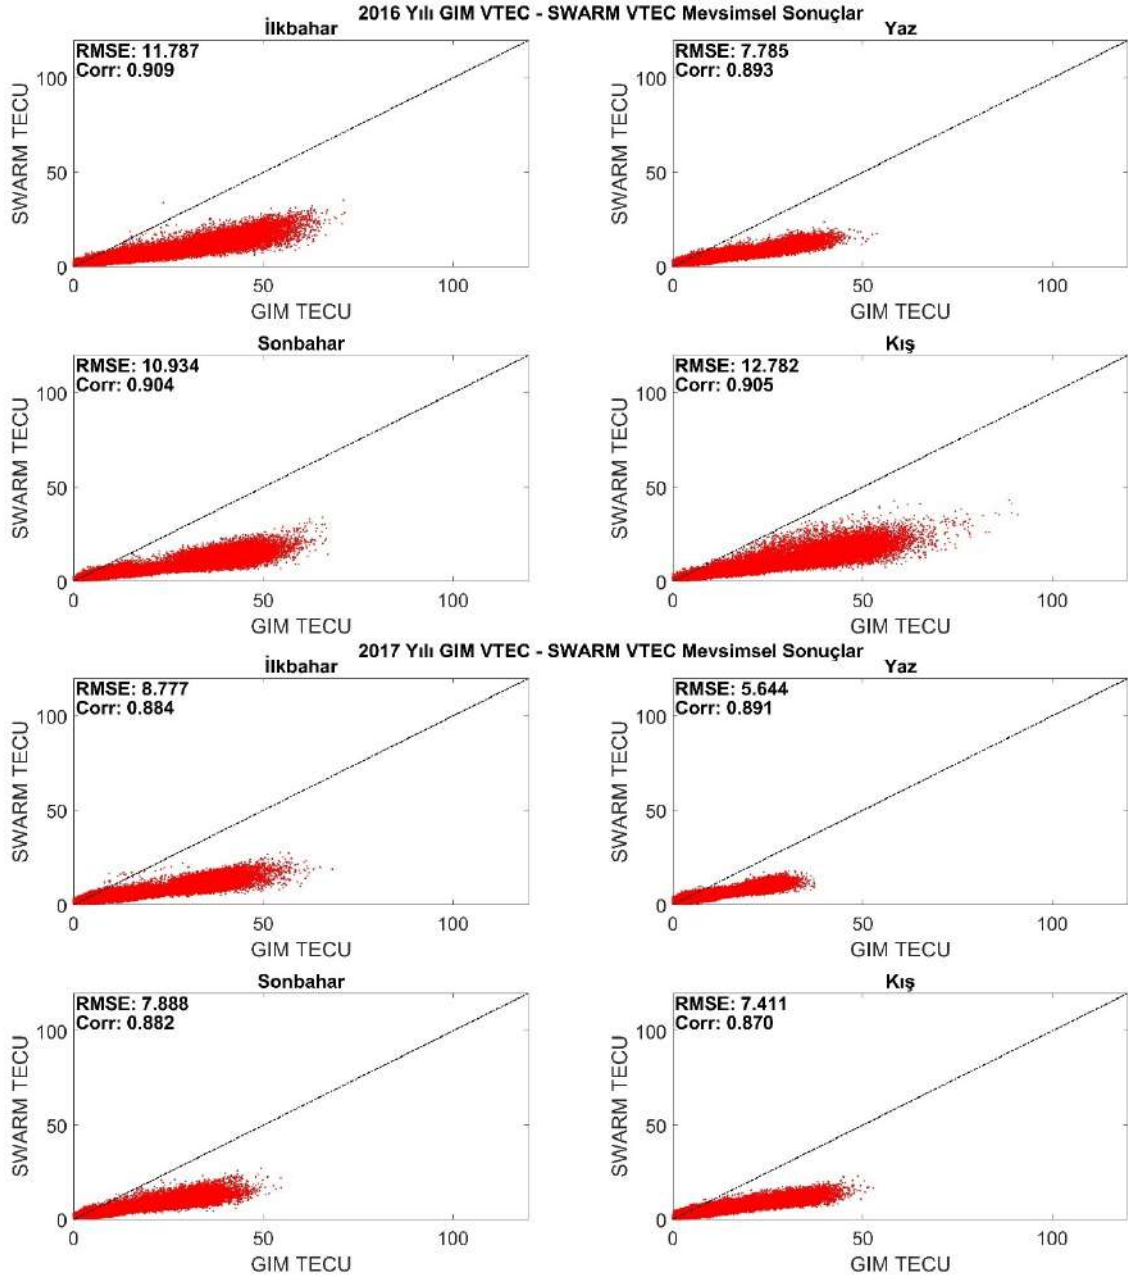 2016 Yılı GIM VTEC - SWARM VTEC Mevsimsel Sonuçlar
İlkbahar
RMSE: 11.787
Corr: 0.909
100
50
0
SWARM TECU
0 50 100
GIM TECU
Yaz
RMSE: 7.785
Corr: 0.893
100
50
0
SWARM TECU
0 50 100
GIM TECU
Sonbahar
RMSE: 10.934
Corr: 0.904
100
50
0
SWARM TECU
0 50 100
GIM TECU
Kış
RMSE: 12.782
Corr: 0.905
100
50
0
SWARM TECU
0 50 100
GIM TECU
2017 Yılı GIM VTEC - SWARM VTEC Mevsimsel Sonuçlar
İlkbahar
RMSE: 8.777
Corr: 0.884
100
50
0
SWARM TECU
0 50 100
GIM TECU
Yaz
RMSE: 5.644
Corr: 0.891
100
50
0
SWARM TECU
0 50 100
GIM TECU
Sonbahar
RMSE: 7.888
Corr: 0.882
100
50
0
SWARM TECU
0 50 100
GIM TECU
Kış
RMSE: 7.411
Corr: 0.870
100
50
0
SWARM TECU
0 50 100
GIM TECU